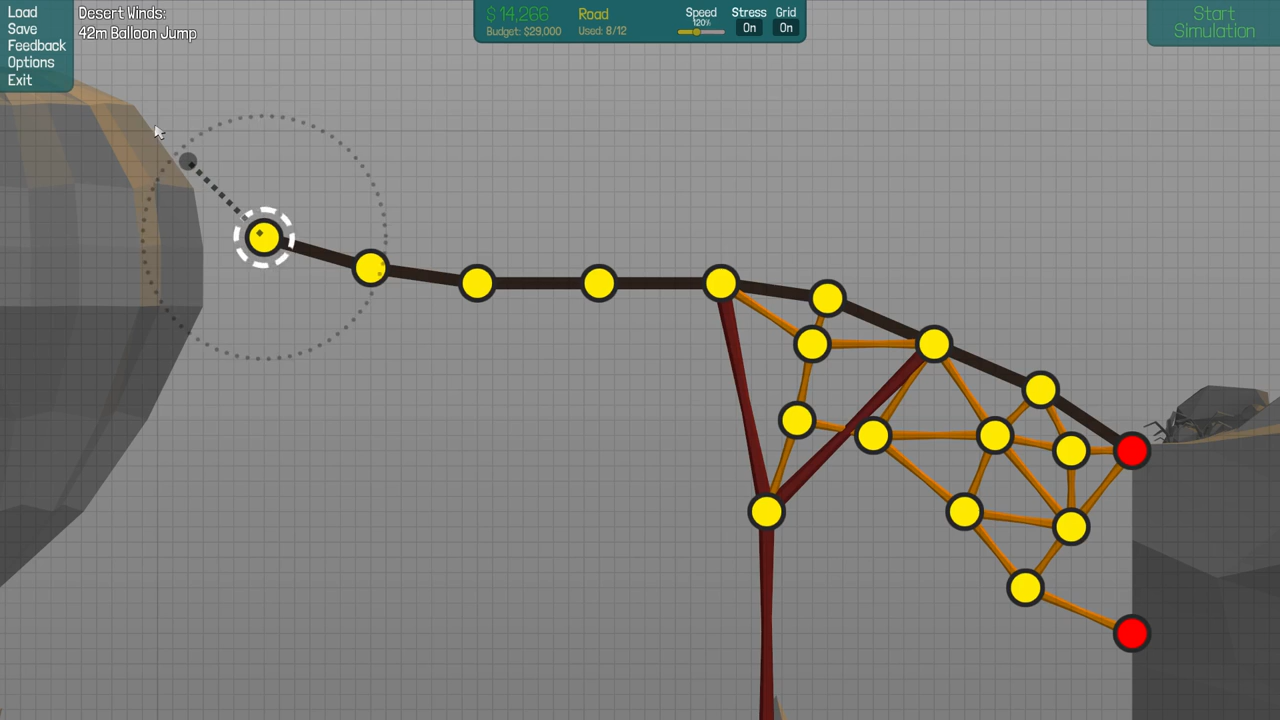 Load
Save
Feedback
Options
Exit
Desert Winds:
42m Balloon Jump
$ 14,266
Budget: $29,000
Road
Used: 8/12
Speed
120%
Stress
On
Grid
On
Start
Simulation